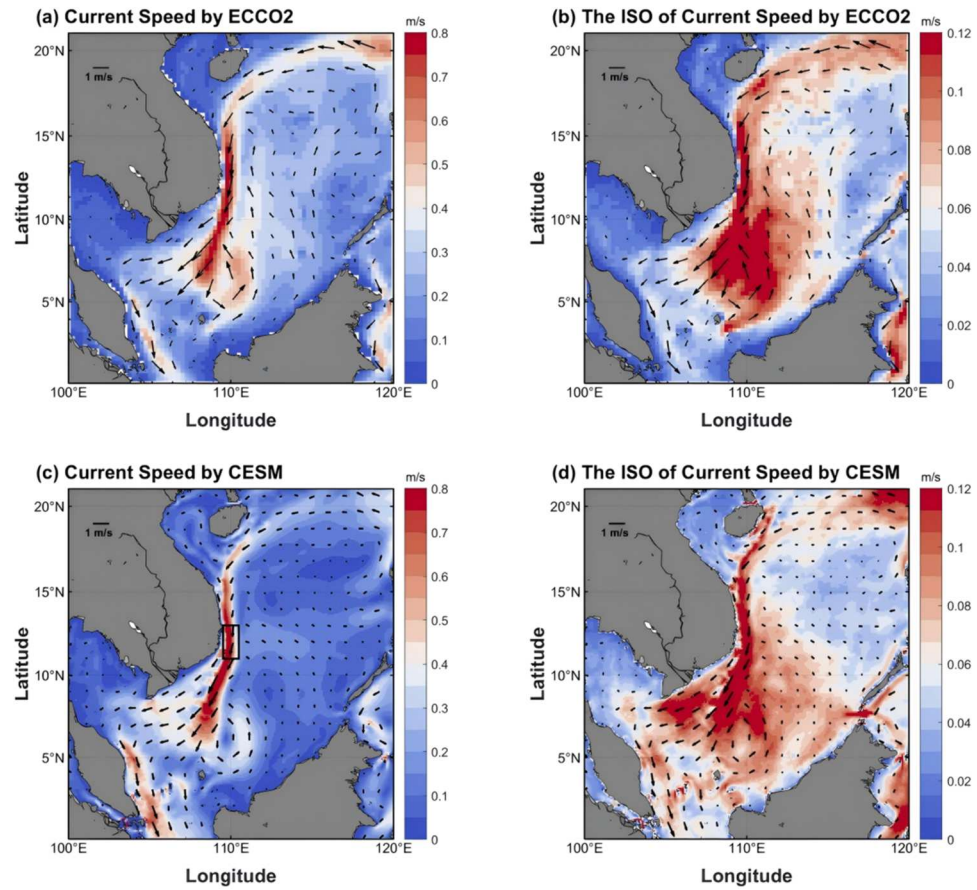 (a) Current Speed by ECCO2
m/s
1 m/s
20°N
15°N
10°N
5°N
Latitude
100°E
110°E
120°E
Longitude
0.8
0.7
0.6
0.5
0.4
0.3
0.2
0.1
0
(b) The ISO of Current Speed by ECCO2
m/s
1 m/s
20°N
15°N
10°N
5°N
Latitude
100°E
110°E
120°E
Longitude
0.12
0.1
0.08
0.06
0.04
0.02
0
(c) Current Speed by CESM
m/s
1 m/s
20°N
15°N
10°N
5°N
Latitude
100°E
110°E
120°E
Longitude
0.8
0.7
0.6
0.5
0.4
0.3
0.2
0.1
0
(d) The ISO of Current Speed by CESM
m/s
1 m/s
20°N
15°N
10°N
5°N
Latitude
100°E
110°E
120°E
Longitude
0.12
0.1
0.08
0.06
0.04
0.02
0